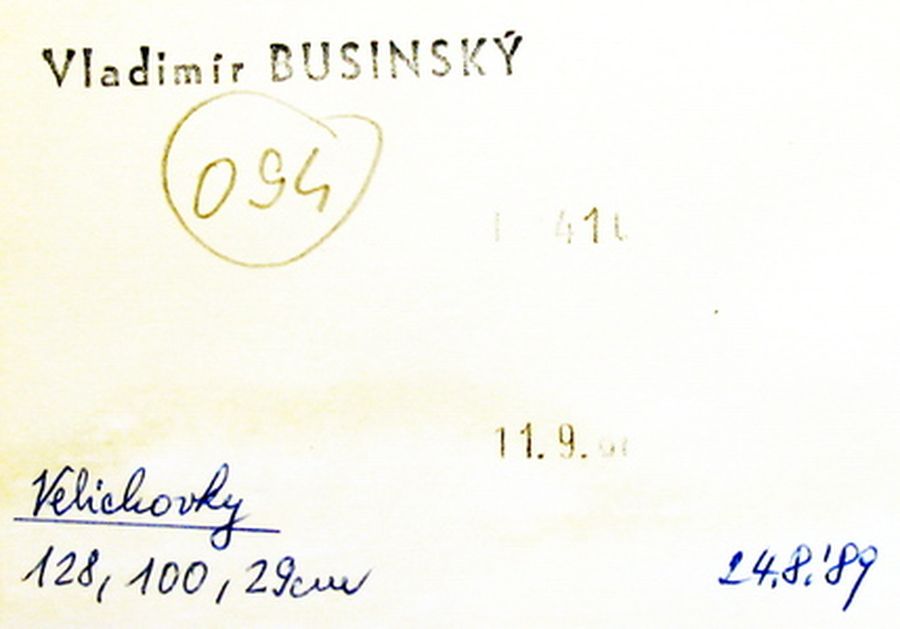 Vladimír BUSINSKÝ
094
11.9.
Velichovky
128, 100, 29cm
24.8.'89